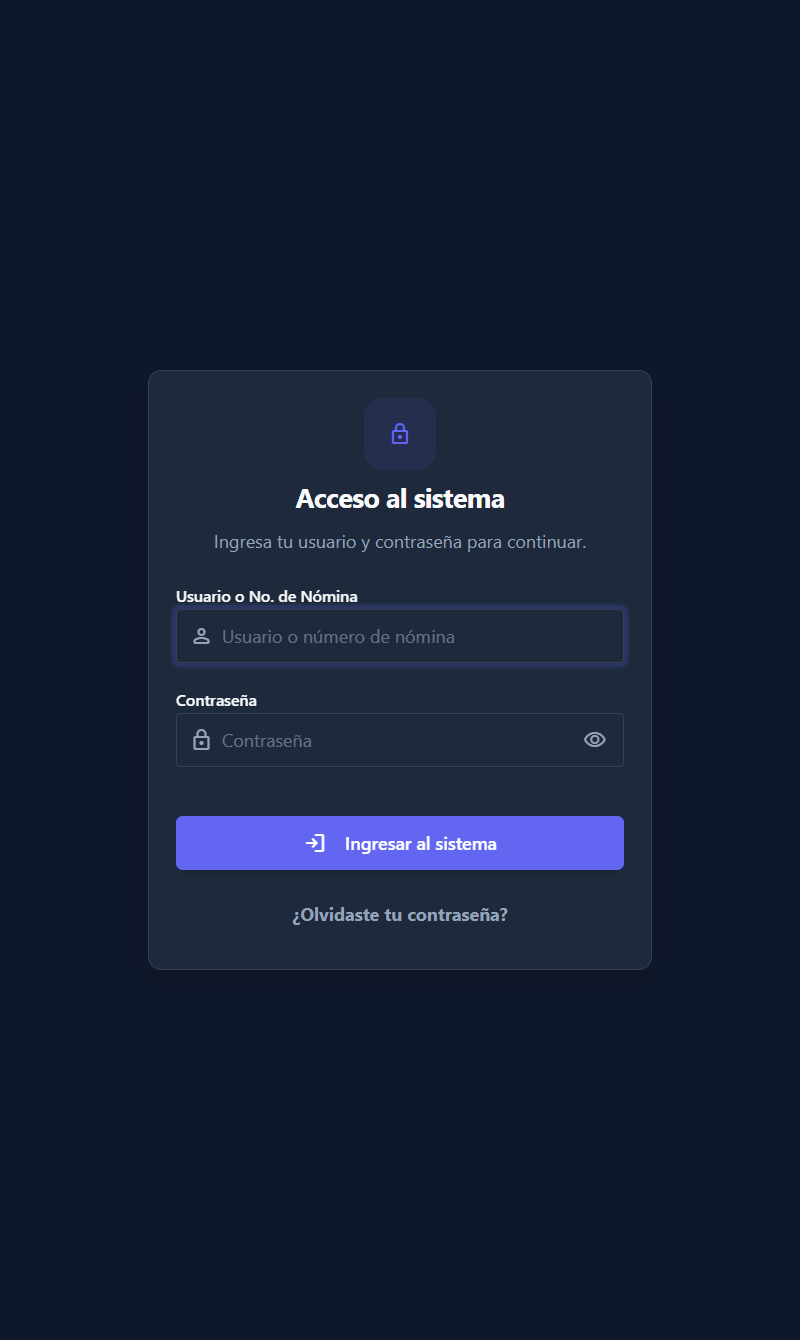 Acceso al sistema
Ingresa tu usuario y contraseña para continuar.
Usuario o No. de Nómina
Usuario o número de nómina
Contraseña
Contraseña
Ingresar al sistema
¿Olvidaste tu contraseña?